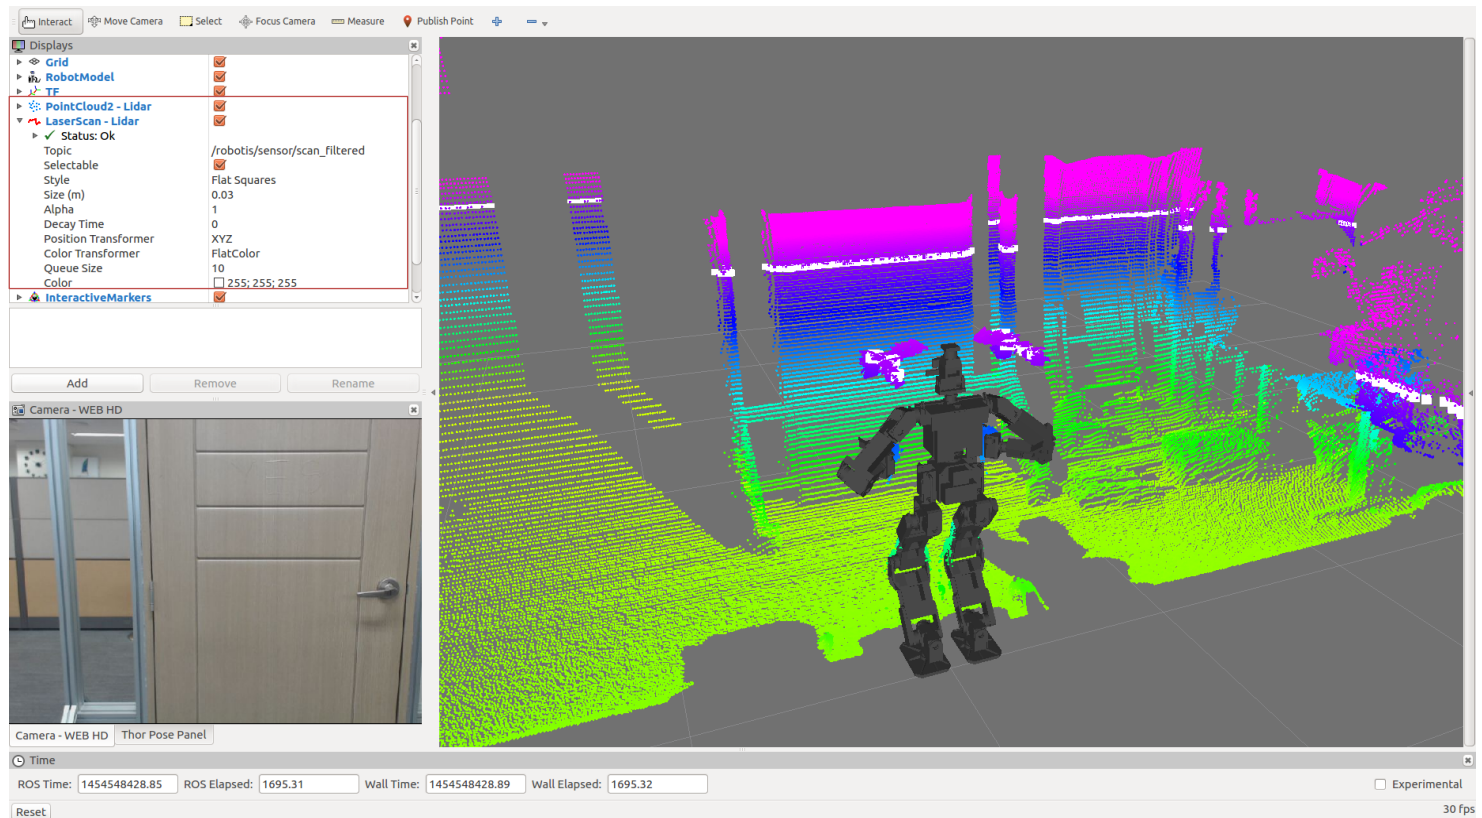 Interact Move Camera Select Focus Camera Measure Publish Point
Displays
Grid
RobotModel
TF
PointCloud2 - Lidar
LaserScan - Lidar
Status: Ok
Topic /robotis/sensor/scan_filtered
Selectable
Style Flat Squares
Size (m) 0.03
Alpha 1
Decay Time 0
Position Transformer XYZ
Color Transformer FlatColor
Queue Size 10
Color 255; 255; 255
InteractiveMarkers
Add Remove Rename
Camera - WEB HD
Camera - WEB HD Thor Pose Panel
Time
ROS Time: 1454548428.85 ROS Elapsed: 1695.31 Wall Time: 1454548428.89 Wall Elapsed: 1695.32 Experimental
Reset 30 fps